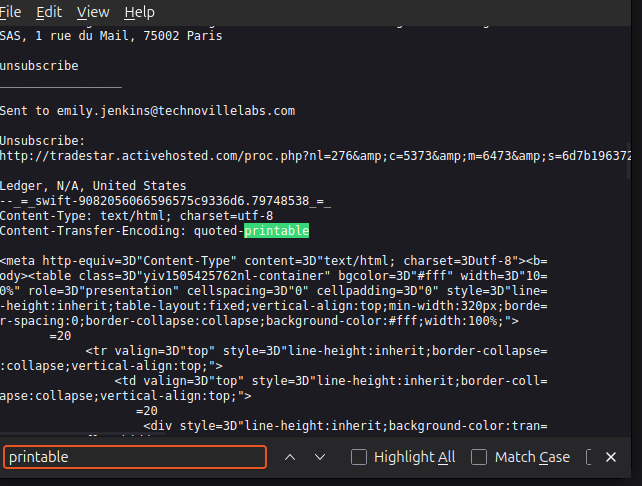 File Edit View Help
SAS, 1 rue du Mail, 75002 Paris
unsubscribe
_________________
Sent to emily.jenkins@technovillelabs.com
Unsubscribe:
http://tradestar.activehosted.com/proc.php?nl=276&amp;c=5373&amp;m=6473&amp;s=6d7b196372
Ledger, N/A, United States
--_=_swift-9082056066596575c9336d6.79748538_=_
Content-Type: text/html; charset=utf-8
Content-Transfer-Encoding: quoted-printable
<meta http-equiv=3D"Content-Type" content=3D"text/html; charset=3Dutf-8"><b=
ody><table class=3D"yiv1505425762nl-container" bgcolor=3D"#fff" width=3D"10=
0%" role=3D"presentation" cellspacing=3D"0" cellpadding=3D"0" style=3D"line=
-height:inherit;table-layout:fixed;vertical-align:top;min-width:320px;borde=
r-spacing:0;border-collapse:collapse;background-color:#fff;width:100%;">
=20
<tr valign=3D"top" style=3D"line-height:inherit;border-collapse=
:collapse;vertical-align:top;">
<td valign=3D"top" style=3D"line-height:inherit;border-coll=
apse:collapse;vertical-align:top;">
=20
<div style=3D"line-height:inherit;background-color:tran=
printable
Highlight All
Match Case